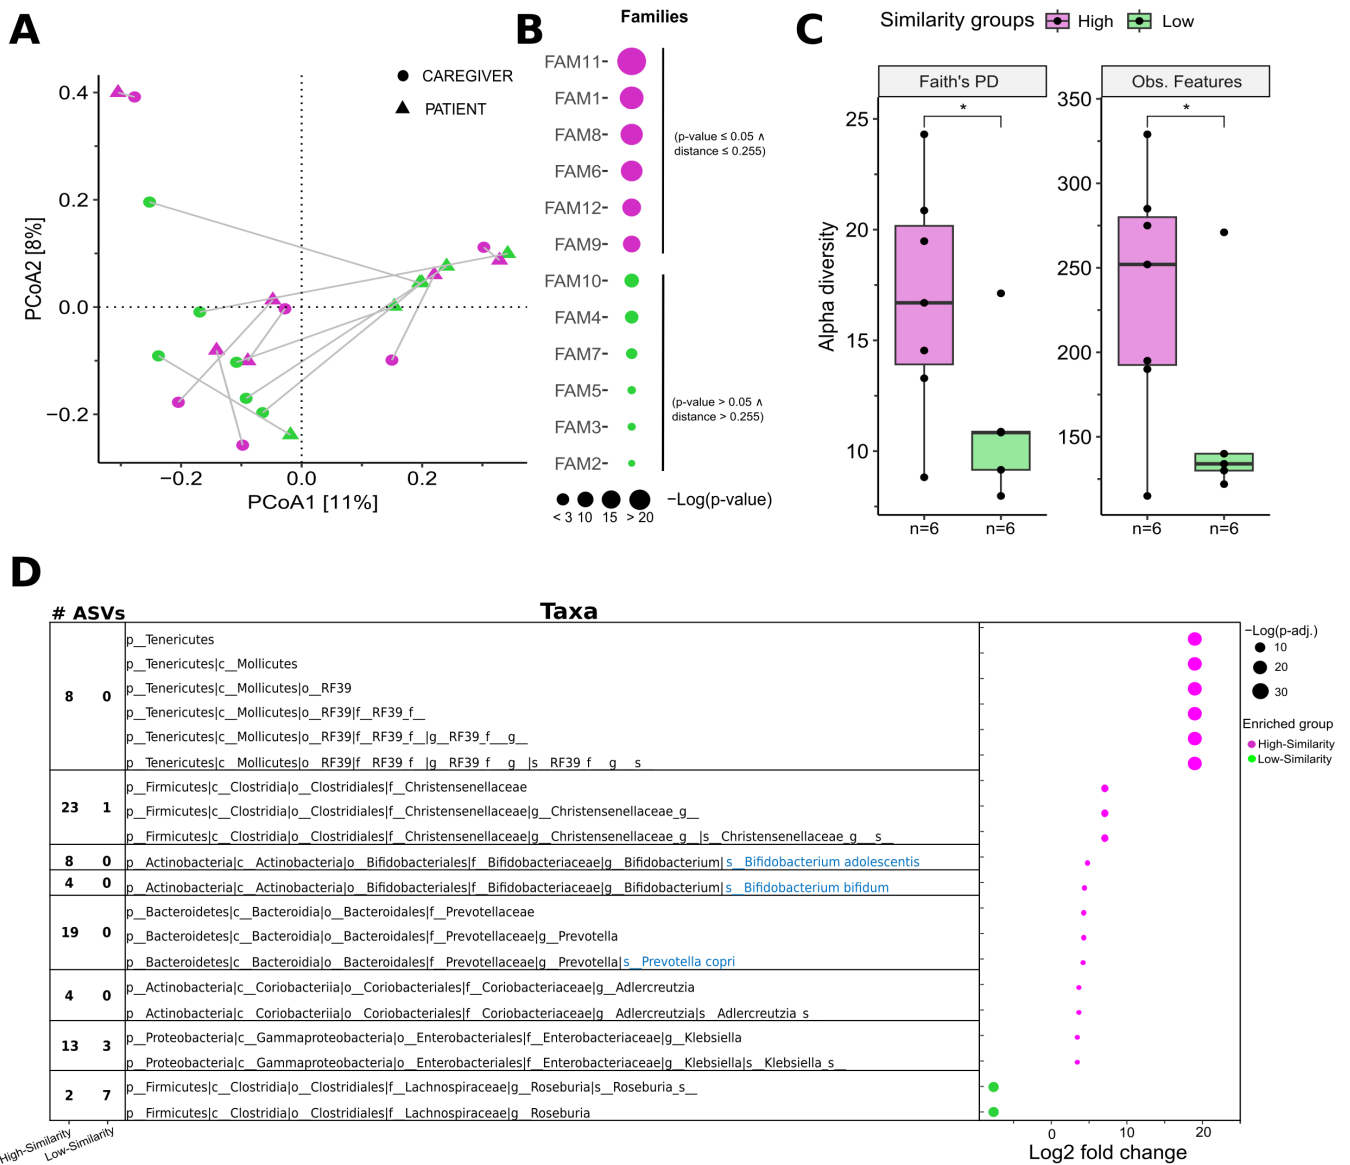 A
CAREGIVER
PATIENT
0.4
0.2
0.0
−0.2
PCoA2 [8%]
−0.2
0.0
0.2
PCoA1 [11%]
B
Families
FAM11
FAM1
FAM8
FAM6
FAM12
FAM9
FAM10
FAM4
FAM7
FAM5
FAM3
FAM2
(p-value ≤ 0.05 ∧
distance ≤ 0.255)
(p-value > 0.05 ∧
distance > 0.255)
< 3 10 15 > 20
−Log(p-value)
C
Similarity groups High Low
Faith's PD
Obs. Features
*
*
Alpha diversity
25
20
15
10
350
300
250
200
150
n=6
n=6
n=6
n=6
D
# ASVs
Taxa
8 0
p__Tenericutes
p__Tenericutes|c__Mollicutes
p__Tenericutes|c__Mollicutes|o__RF39
p__Tenericutes|c__Mollicutes|o__RF39|f__RF39_f__
p__Tenericutes|c__Mollicutes|o__RF39|f__RF39_f__|g__RF39_f___g__
p__Tenericutes|c__Mollicutes|o__RF39|f__RF39_f__|g__RF39_f___g__|s__RF39_f___g___s__
23 1
p__Firmicutes|c__Clostridia|o__Clostridiales|f__Christensenellaceae
p__Firmicutes|c__Clostridia|o__Clostridiales|f__Christensenellaceae|g__Christensenellaceae_g__
p__Firmicutes|c__Clostridia|o__Clostridiales|f__Christensenellaceae|g__Christensenellaceae_g__|s__Christensenellaceae_g___s__
8 0
p__Actinobacteria|c__Actinobacteria|o__Bifidobacteriales|f__Bifidobacteriaceae|g__Bifidobacterium|s__Bifidobacterium adolescentis
4 0
p__Actinobacteria|c__Actinobacteria|o__Bifidobacteriales|f__Bifidobacteriaceae|g__Bifidobacterium|s__Bifidobacterium bifidum
19 0
p__Bacteroidetes|c__Bacteroidia|o__Bacteroidales|f__Prevotellaceae
p__Bacteroidetes|c__Bacteroidia|o__Bacteroidales|f__Prevotellaceae|g__Prevotella
p__Bacteroidetes|c__Bacteroidia|o__Bacteroidales|f__Prevotellaceae|g__Prevotella|s__Prevotella copri
4 0
p__Actinobacteria|c__Coriobacteriia|o__Coriobacteriales|f__Coriobacteriaceae|g__Adlercreutzia
p__Actinobacteria|c__Coriobacteriia|o__Coriobacteriales|f__Coriobacteriaceae|g__Adlercreutzia|s__Adlercreutzia_s__
13 3
p__Proteobacteria|c__Gammaproteobacteria|o__Enterobacteriales|f__Enterobacteriaceae|g__Klebsiella
p__Proteobacteria|c__Gammaproteobacteria|o__Enterobacteriales|f__Enterobacteriaceae|g__Klebsiella|s__Klebsiella_s__
2 7
p__Firmicutes|c__Clostridia|o__Clostridiales|f__Lachnospiraceae|g__Roseburia|s__Roseburia_s__
p__Firmicutes|c__Clostridia|o__Clostridiales|f__Lachnospiraceae|g__Roseburia
High-Similarity
Low-Similarity
0
10
20
Log2 fold change
−Log(p-adj.)
10
20
30
Enriched group
High-Similarity
Low-Similarity